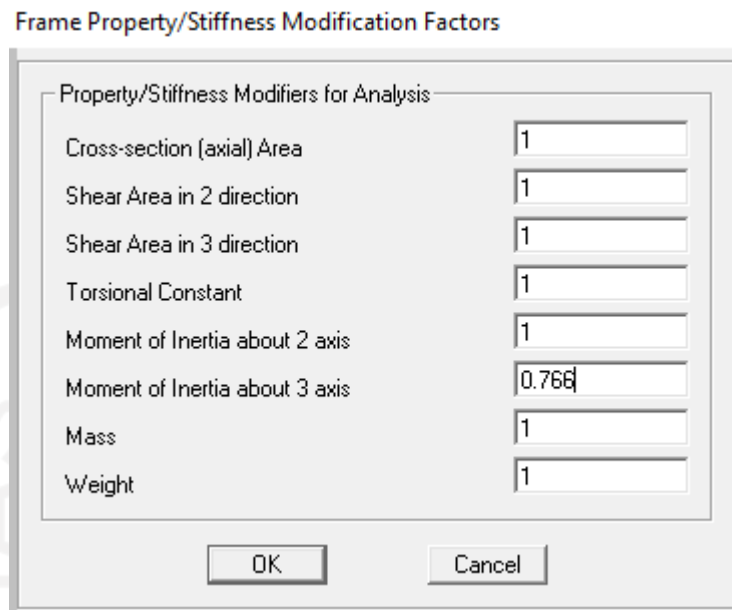 Frame Property/Stiffness Modification Factors
Property/Stiffness Modifiers for Analysis
Cross-section (axial) Area 1
Shear Area in 2 direction 1
Shear Area in 3 direction 1
Torsional Constant 1
Moment of Inertia about 2 axis 1
Moment of Inertia about 3 axis 0.766
Mass 1
Weight 1
OK Cancel